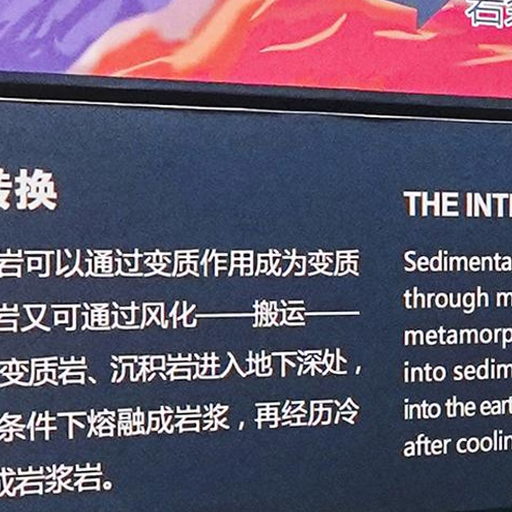 转换
岩可以通过变质作用成为变质
岩又可通过风化——搬运——
变质岩、沉积岩进入地下深处，
条件下熔融成岩浆，再经历冷
成岩浆岩。
THE INT
Sedimenta
through m
metamorp
into sedim
into the eart
after coolin